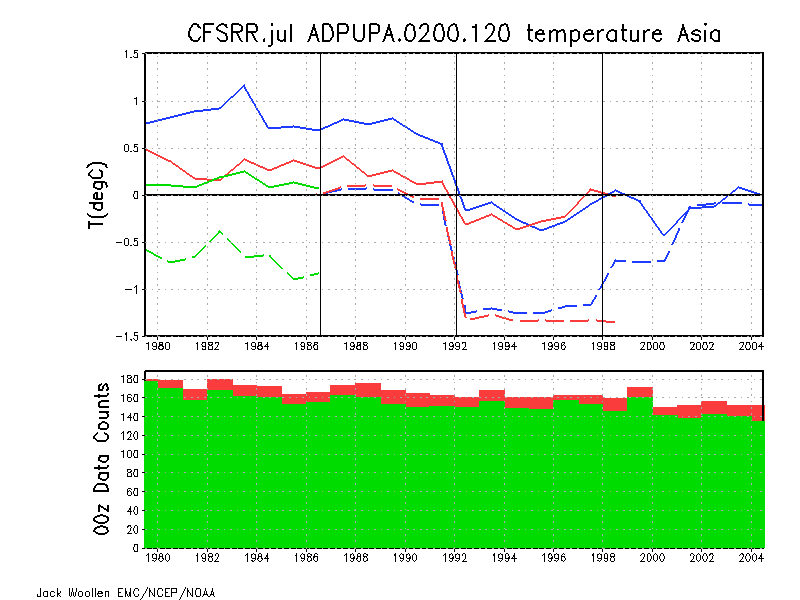 CFSRR.jul ADPUPA.0200.120 temperature Asia
T(degC)
1.5
1
0.5
0
-0.5
-1
-1.5
1980 1982 1984 1986 1988 1990 1992 1994 1996 1998 2000 2002 2004
00z Data Counts
180
160
140
120
100
80
60
40
20
0
1980 1982 1984 1986 1988 1990 1992 1994 1996 1998 2000 2002 2004
Jack Woollen EMC/NCEP/NOAA